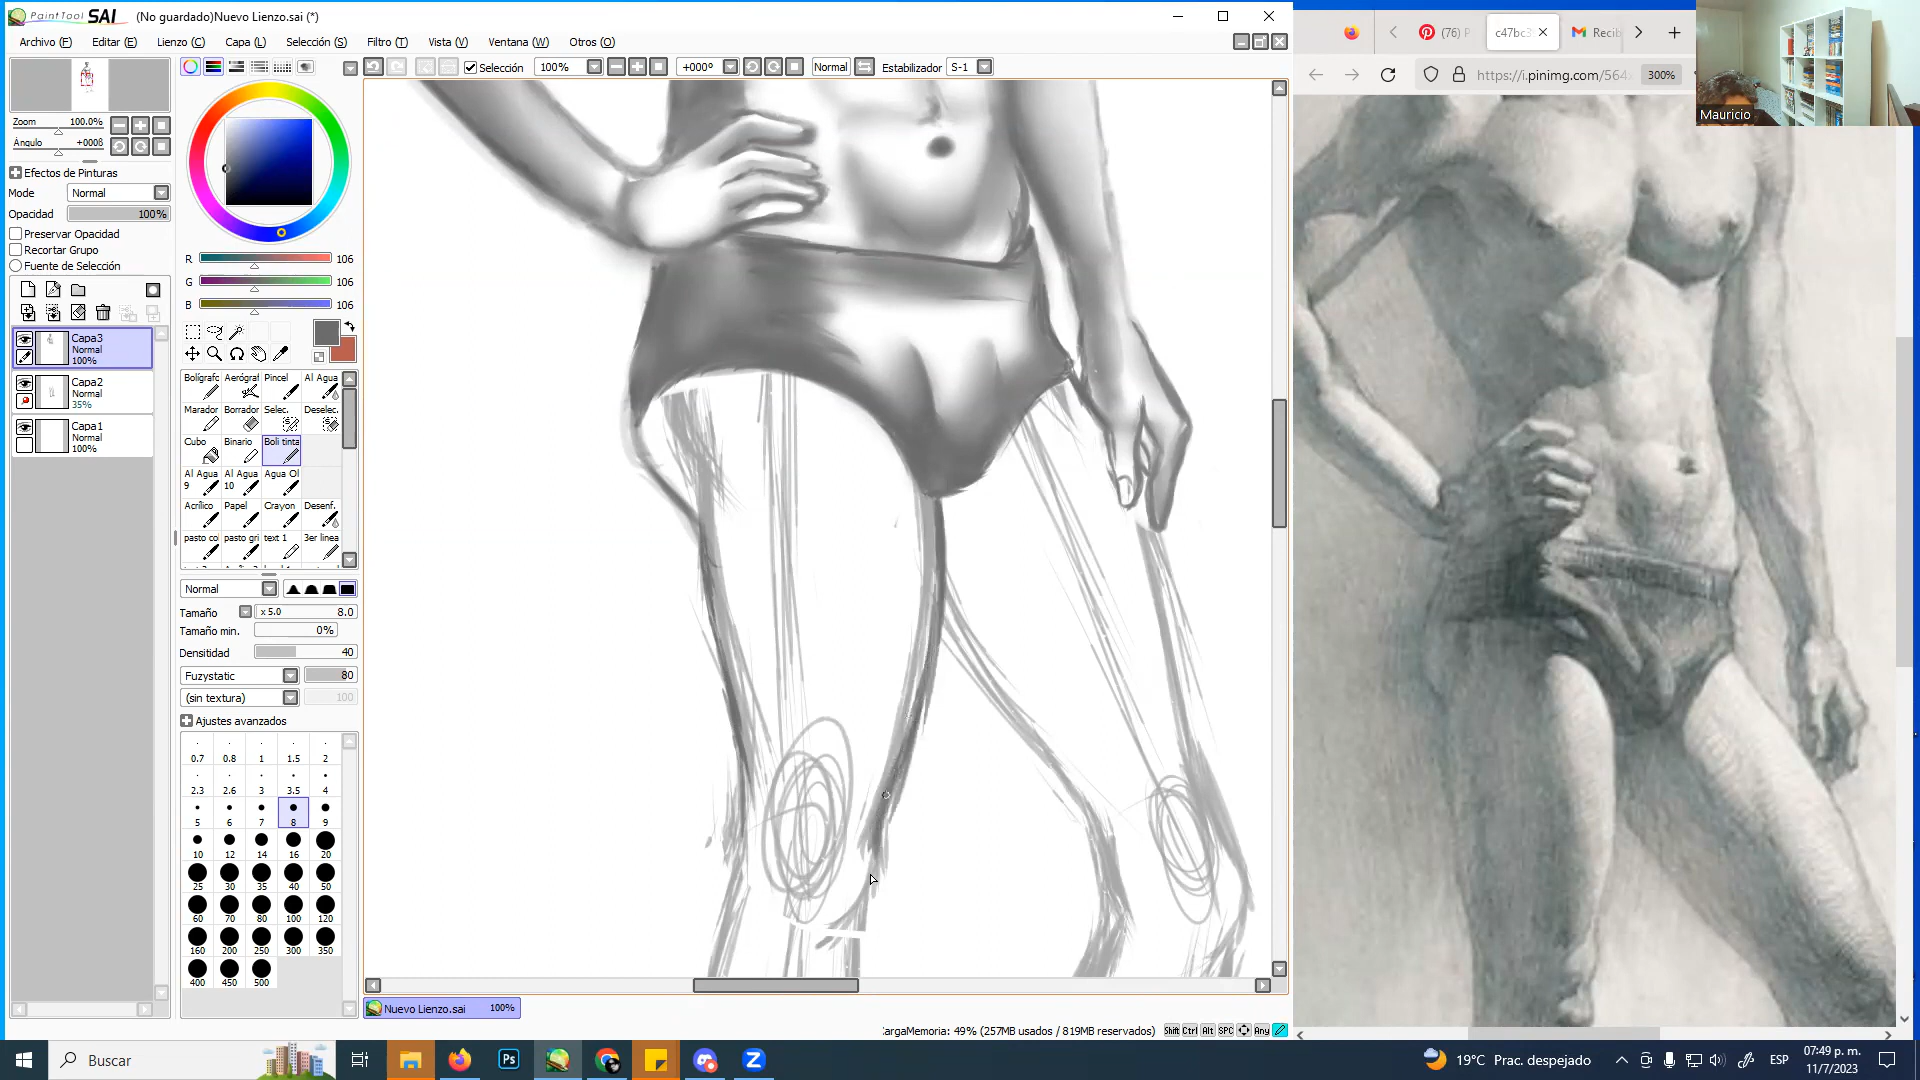 PaintTool SAI (No guardado)Nuevo Lienzo.sai (*)
Archivo (F) Editar (E) Lienzo (C) Capa (L) Selección (S) Filtro (T) Vista (V) Ventana (W) Otros (O)
Selección 100% +000º Normal Estabilizador S-1
Zoom 100.0%
Ángulo +000ß
Efectos de Pinturas
Mode Normal
Opacidad 100%
Preservar Opacidad
Recortar Grupo
Fuente de Selección
Capa3
Normal
100%
Capa2
Normal
35%
Capa1
Normal
100%
R 106
G 106
B 106
Bolígrafc Aerógraf Pincel Al Agua
Marador Borrador Selec. Deselec.
Cubo Binario Boli tinta
Al Agua 9 Al Agua 10 Agua Ol
Acrílico Papel Crayon Desenf.
pasto co pasto gri text 1 3er linea
Normal
Tamaño x 5.0 8.0
Tamaño min. 0%
Densitidad 40
Fuzystatic 80
(sin textura) 100
Ajustes avanzados
0.7 0.8 1 1.5 2
2.3 2.6 3 3.5 4
5 6 7 8 9
10 12 14 16 20
25 30 35 40 50
60 70 80 100 120
160 200 250 300 350
400 450 500
Nuevo Lienzo.sai 100%
:argaMemoria: 49% (257MB usados / 819MB reservados) Shift Ctrl Alt SPC Any
(76) P c47bc3 Recib
https://i.pinimg.com/564 300%
Mauricio
Buscar
Ps
19°C Prac. despejado ESP 07:49 p. m.
11/7/2023